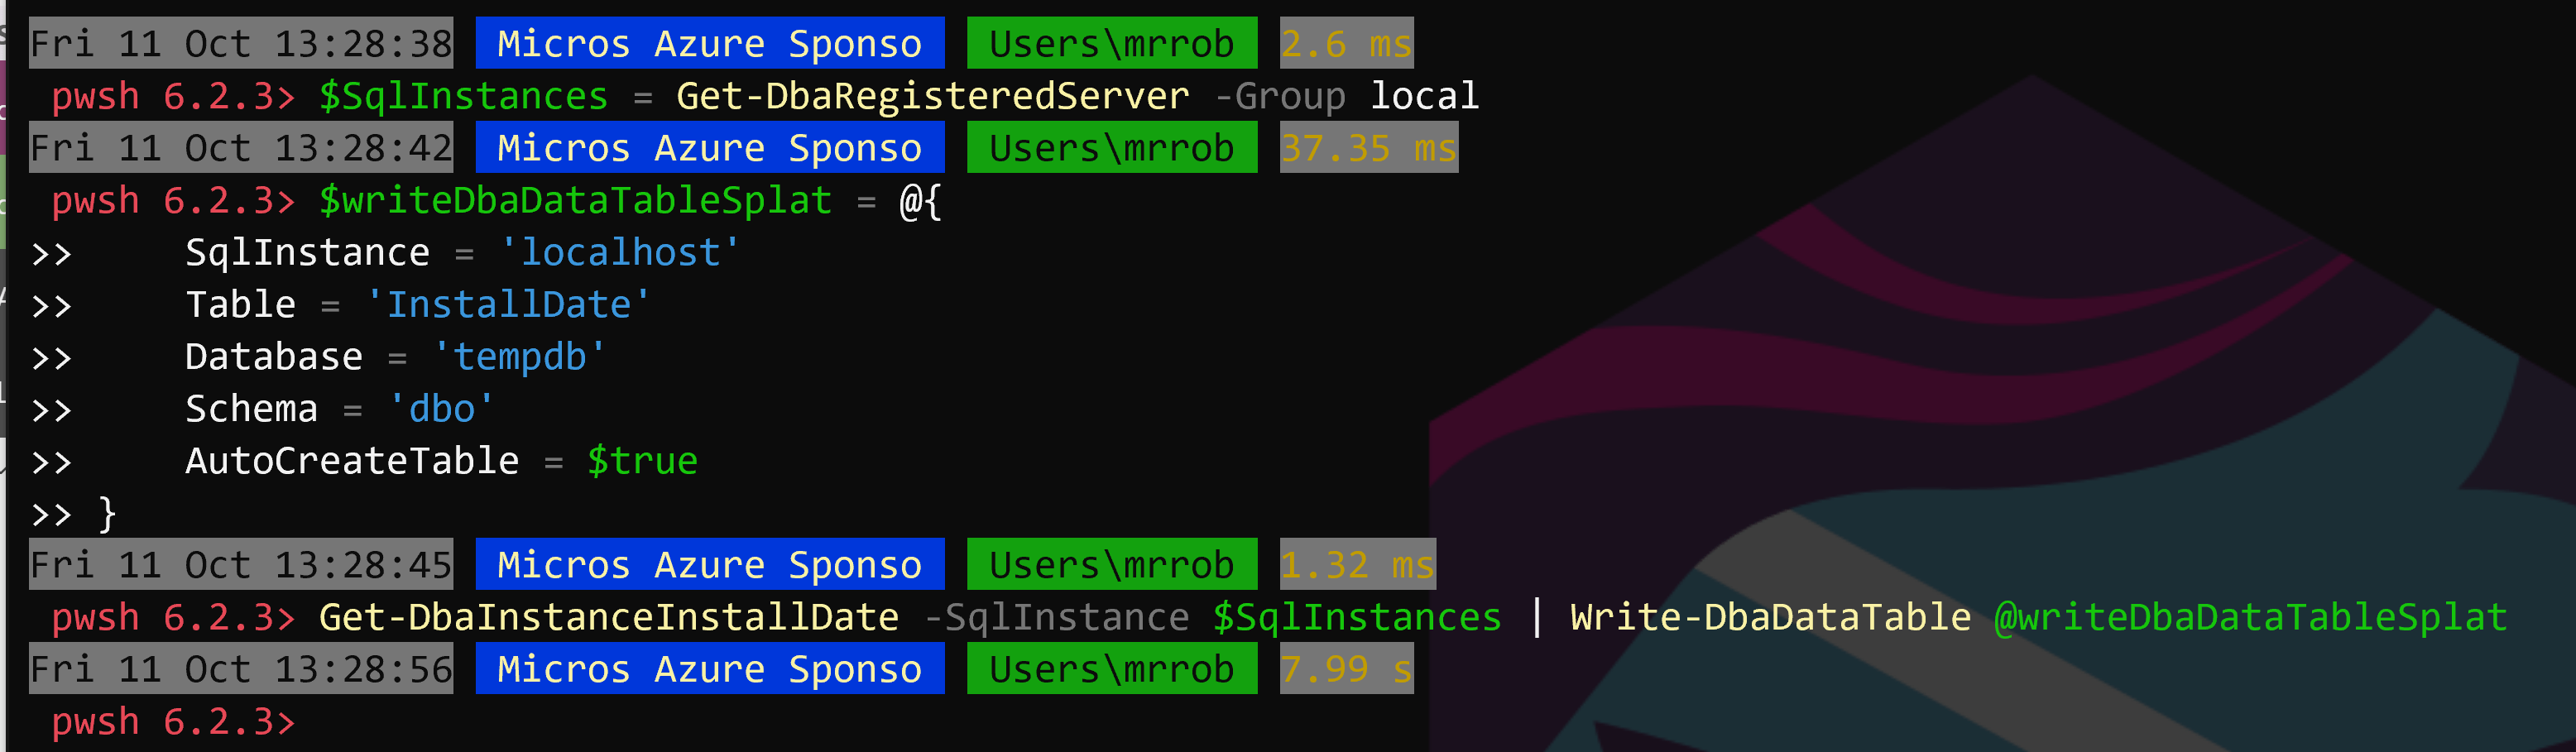 Fri 11 Oct 13:28:38 Micros Azure Sponso Users\mrrob 2.6 ms
pwsh 6.2.3> $SqlInstances = Get-DbaRegisteredServer -Group local
Fri 11 Oct 13:28:42 Micros Azure Sponso Users\mrrob 37.35 ms
pwsh 6.2.3> $writeDbaDataTableSplat = @{
>>     SqlInstance = 'localhost'
>>     Table = 'InstallDate'
>>     Database = 'tempdb'
>>     Schema = 'dbo'
>>     AutoCreateTable = $true
>> }
Fri 11 Oct 13:28:45 Micros Azure Sponso Users\mrrob 1.32 ms
pwsh 6.2.3> Get-DbaInstanceInstallDate -SqlInstance $SqlInstances | Write-DbaDataTable @writeDbaDataTableSplat
Fri 11 Oct 13:28:56 Micros Azure Sponso Users\mrrob 7.99 s
pwsh 6.2.3>